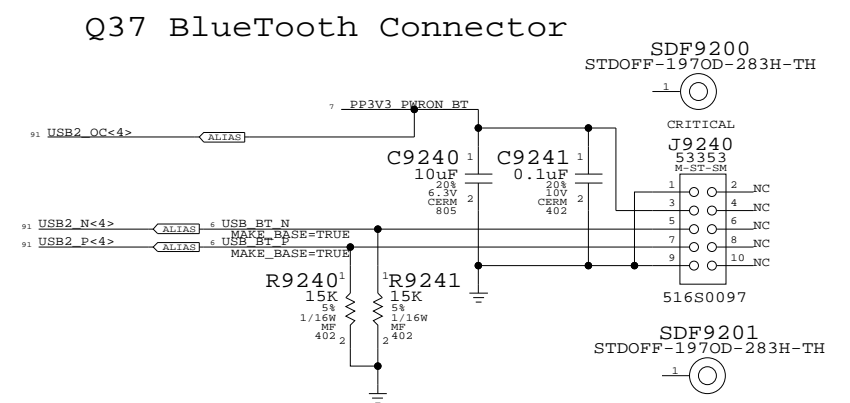 Q37 BlueTooth Connector
SDF9200
STDOFF-197OD-283H-TH
1
7 PP3V3_PWRON_BT
91 USB2_OC<4>
ALIAS
CRITICAL
J9240
53353
M-ST-SM
C9240 1
10uF
20%
6.3V
CERM
805
2
C9241 1
0.1uF
20%
10V
CERM
402
2
1 2 NC
3 4 NC
5 6 NC
7 8 NC
9 10 NC
516S0097
91 USB2_N<4> ALIAS 6 USB_BT_N
MAKE_BASE=TRUE
91 USB2_P<4> ALIAS 6 USB_BT_P
MAKE_BASE=TRUE
R9240 1
15K
5%
1/16W
MF
402 2
1 R9241
15K
5%
1/16W
MF
2 402
SDF9201
STDOFF-197OD-283H-TH
1